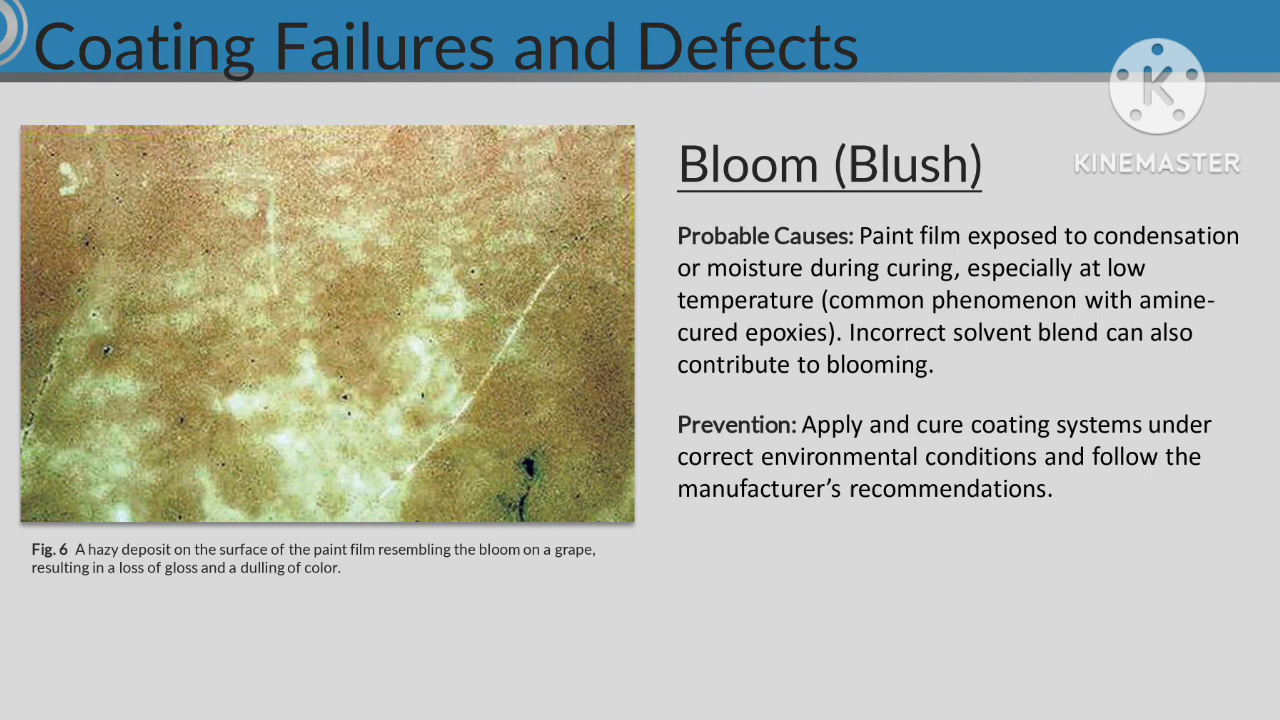 Coating Failures and Defects
K
KINEMASTER
Bloom (Blush)
Probable Causes: Paint film exposed to condensation
or moisture during curing, especially at low
temperature (common phenomenon with amine-
cured epoxies). Incorrect solvent blend can also
contribute to blooming.
Prevention: Apply and cure coating systems under
correct environmental conditions and follow the
manufacturer’s recommendations.
Fig. 6 A hazy deposit on the surface of the paint film resembling the bloom on a grape,
resulting in a loss of gloss and a dulling of color.